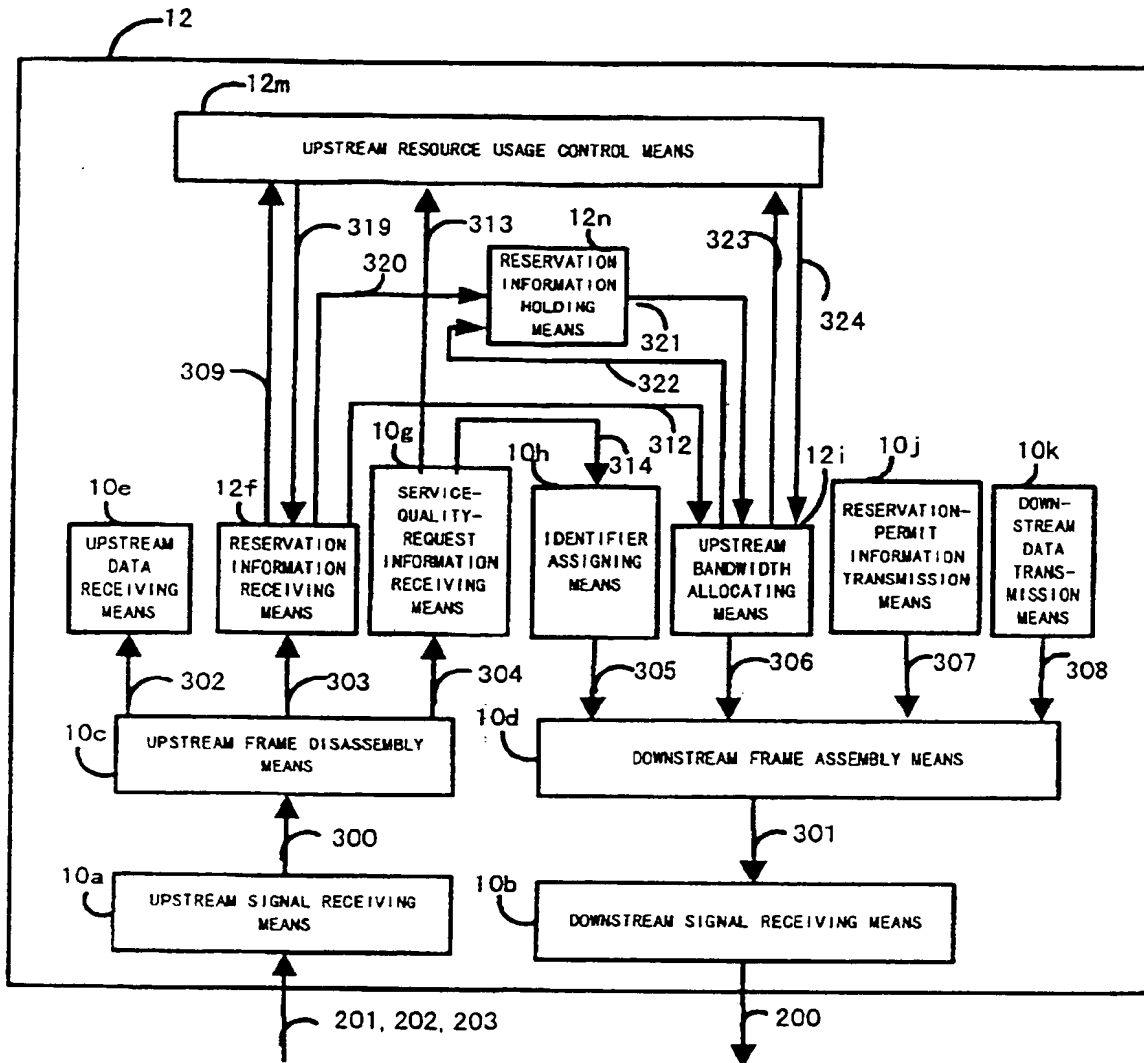 12
12m
UPSTREAM RESOURCE USAGE CONTROL MEANS
319
313
12n
323
320
RESERVATION
INFORMATION
HOLDING
MEANS
321
324
309
322
312
10g
314
10h
12i
10j
10k
10e
12f
SERVICE-
QUALITY-
REQUEST
INFORMATION
RECEIVING
MEANS
UPSTREAM
DATA
RECEIVING
MEANS
RESERVATION
INFORMATION
RECEIVING
MEANS
IDENTIFIER
ASSIGNING
MEANS
UPSTREAM
BANDWIDTH
ALLOCATING
MEANS
RESERVATION-
PERMIT
INFORMATION
TRANSMISSION
MEANS
DOWN-
STREAM
DATA
TRANS-
MISSION
MEANS
302
303
304
305
306
307
308
10c
UPSTREAM FRAME DISASSEMBLY
MEANS
10d
DOWNSTREAM FRAME ASSEMBLY MEANS
300
301
10a
UPSTREAM SIGNAL RECEIVING
MEANS
10b
DOWNSTREAM SIGNAL RECEIVING MEANS
201, 202, 203
200